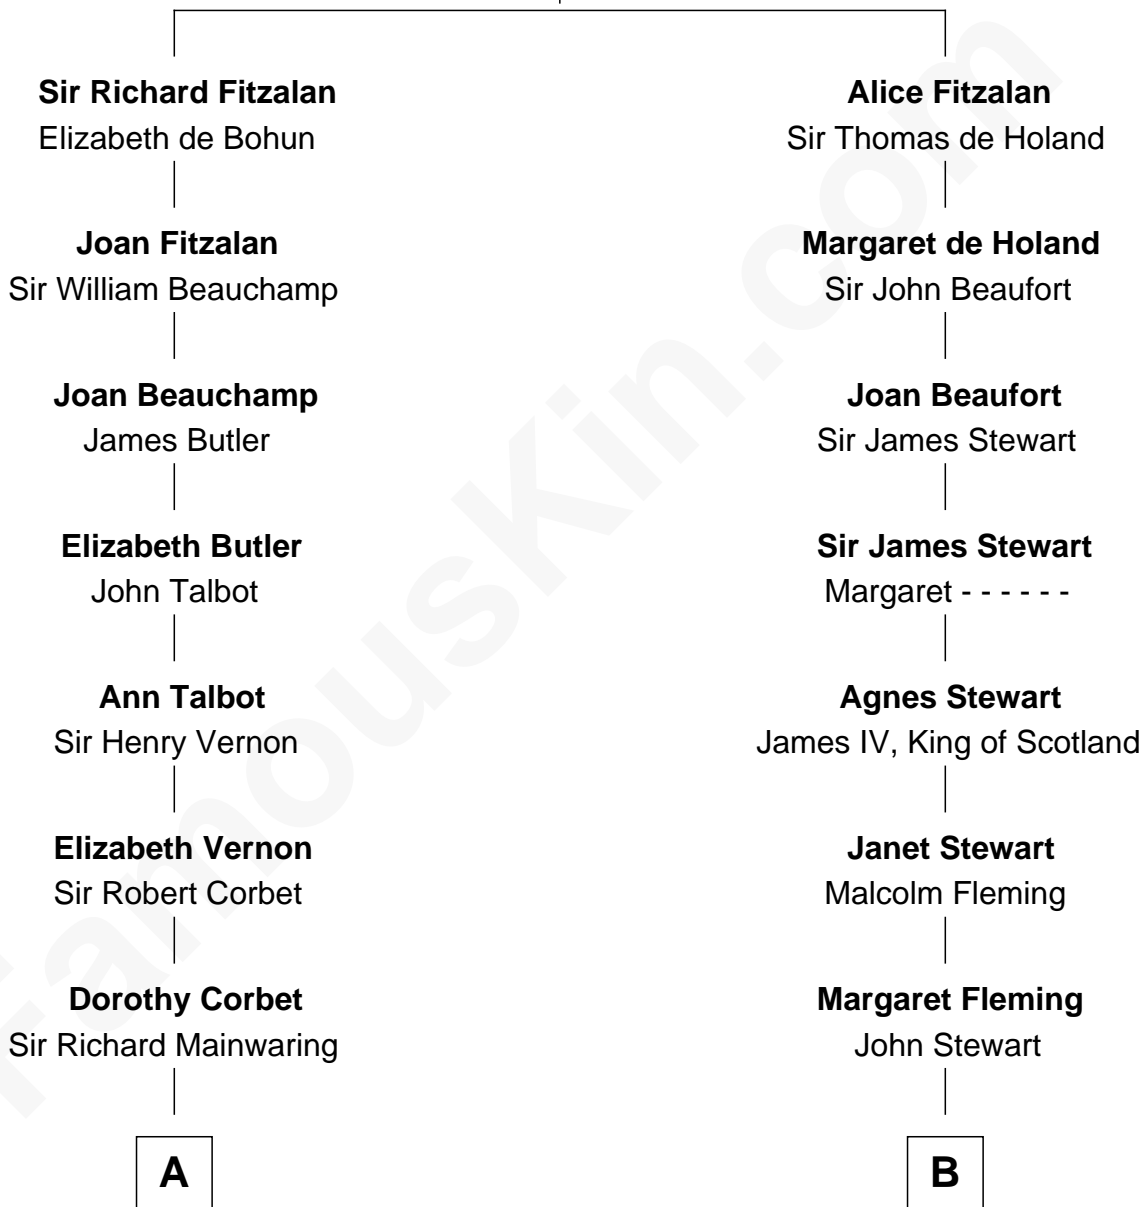 Sir Richard Fitzalan
Elizabeth de Bohun
Joan Fitzalan
Sir William Beauchamp
Joan Beauchamp
James Butler
Elizabeth Butler
John Talbot
Ann Talbot
Sir Henry Vernon
Elizabeth Vernon
Sir Robert Corbet
Dorothy Corbet
Sir Richard Mainwaring
A
Alice Fitzalan
Sir Thomas de Holand
Margaret de Holand
Sir John Beaufort
Joan Beaufort
Sir James Stewart
Sir James Stewart
Margaret - - - - - -
Agnes Stewart
James IV, King of Scotland
Janet Stewart
Malcolm Fleming
Margaret Fleming
John Stewart
B
FamousKin.com